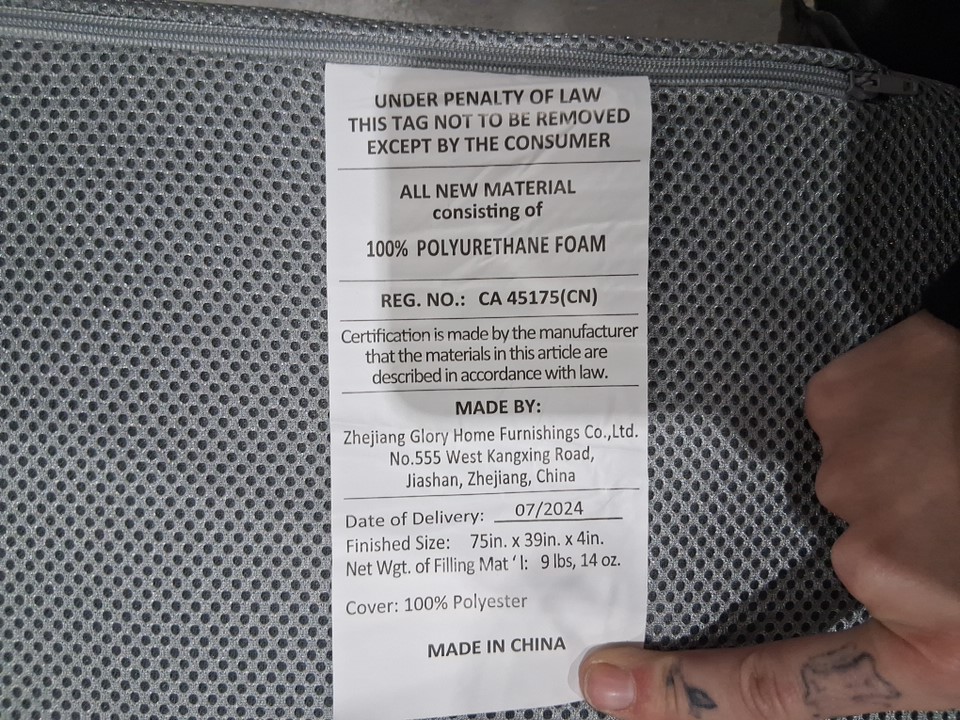 UNDER PENALTY OF LAW
THIS TAG NOT TO BE REMOVED
EXCEPT BY THE CONSUMER
ALL NEW MATERIAL
consisting of
100% POLYURETHANE FOAM
REG. NO.: CA 45175(CN)
Certification is made by the manufacturer
that the materials in this article are
described in accordance with law.
MADE BY:
Zhejiang Glory Home Furnishings Co.,Ltd.
No.555 West Kangxing Road,
Jiashan, Zhejiang, China
Date of Delivery: 07/2024
Finished Size: 75in. x 39in. x 4in.
Net Wgt. of Filling Mat ' l: 9 lbs, 14 oz.
Cover: 100% Polyester
MADE IN CHINA